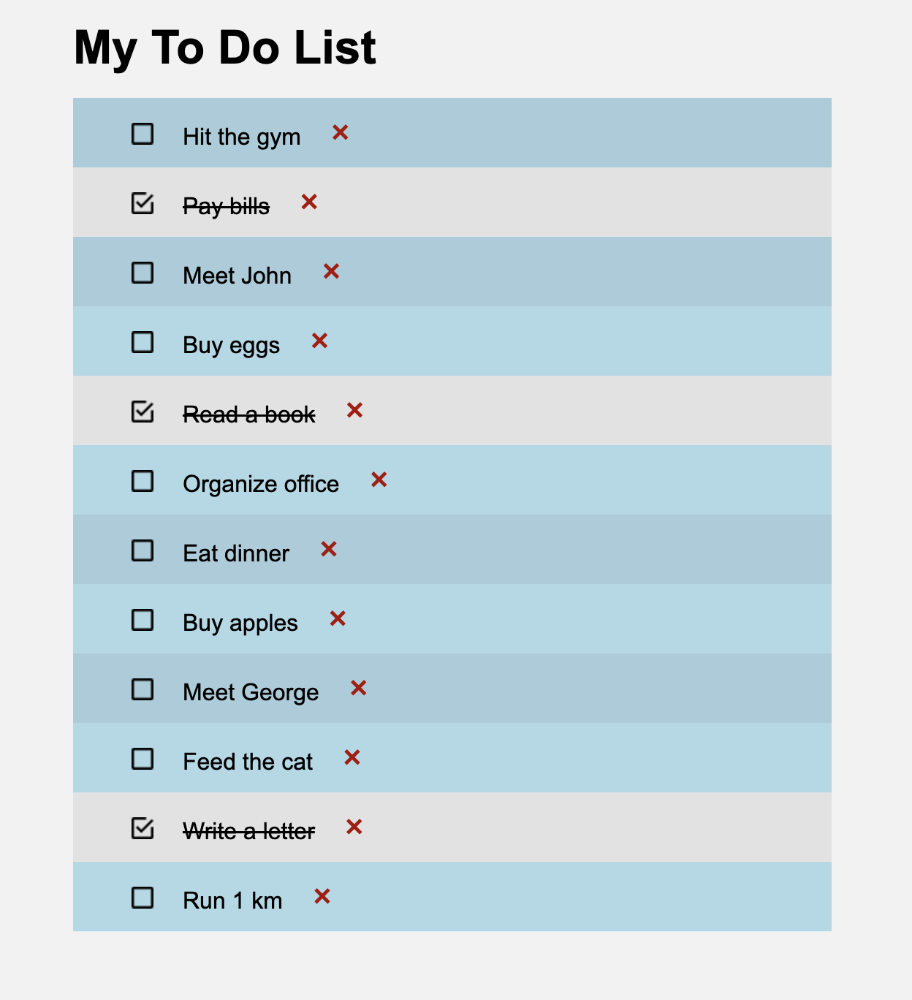 My To Do List
Hit the gym
Pay bills
Meet John
Buy eggs
Read a book
Organize office
Eat dinner
Buy apples
Meet George
Feed the cat
Write a letter
Run 1 km